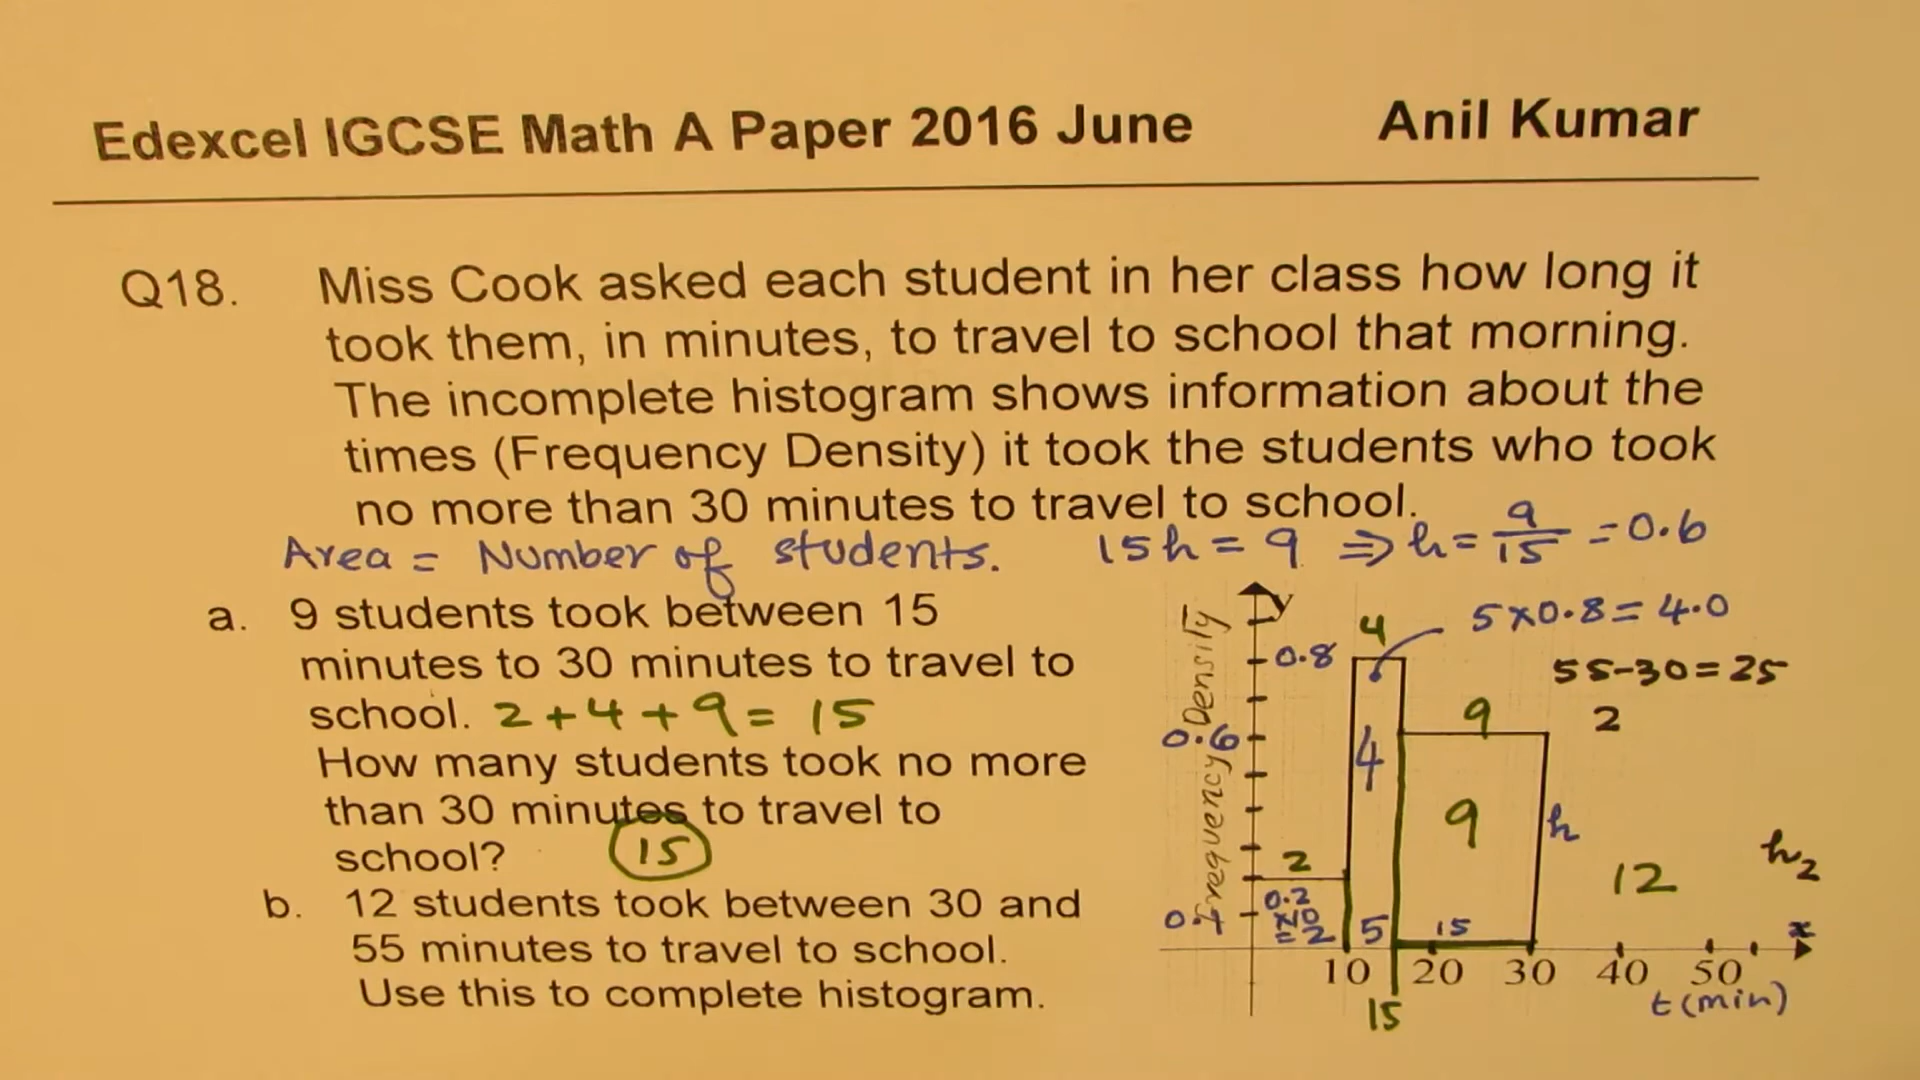 Edexcel IGCSE Math A Paper 2016 June Anil Kumar
Q18. Miss Cook asked each student in her class how long it
took them, in minutes, to travel to school that morning.
The incomplete histogram shows information about the
times (Frequency Density) it took the students who took
no more than 30 minutes to travel to school.
Area = Number of students. 15h = 9 ⇒ h = 9/15 = 0.6
a. 9 students took between 15
minutes to 30 minutes to travel to
school. 2+4+9= 15
How many students took no more
than 30 minutes to travel to
school? 15
b. 12 students took between 30 and
55 minutes to travel to school.
Use this to complete histogram.
y
Frequency Density
4
5×0.8= 4.0
0.8
55-30=25
2
9
0.6
4
9
h
h2
2
12
0.2
×10
=2
5
15
x
10 20 30 40 50
t(min)
15